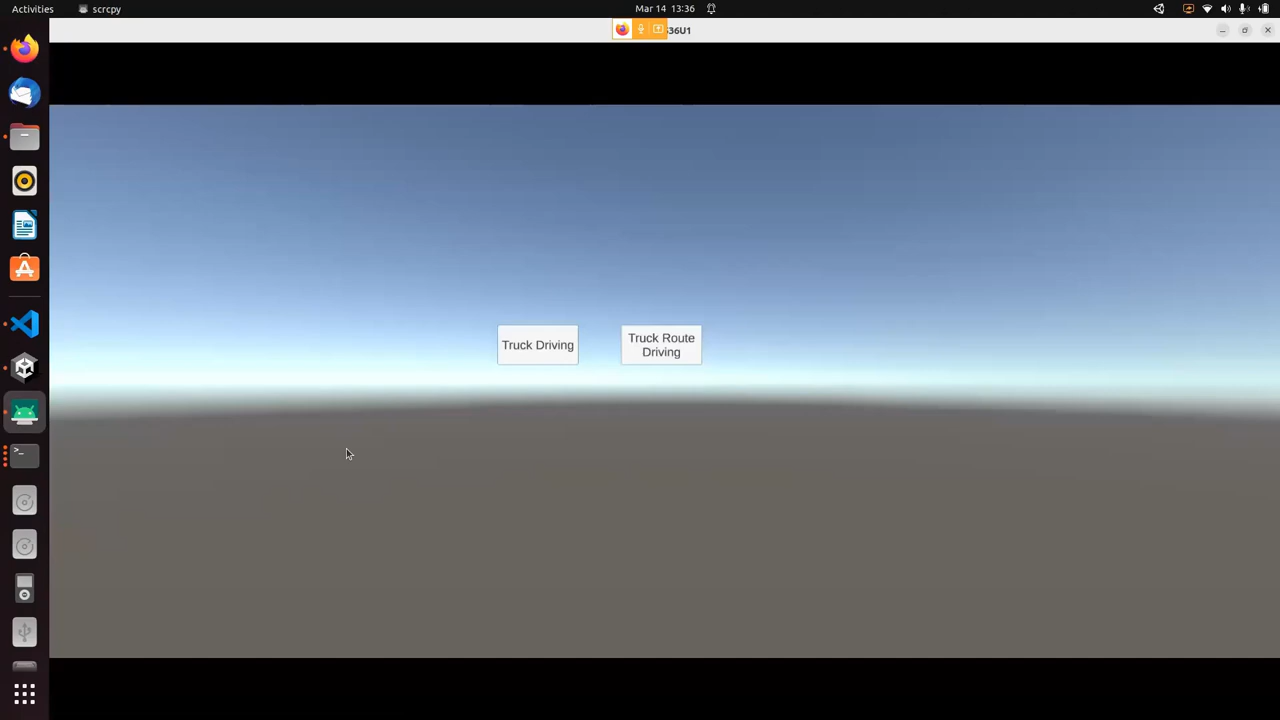 Activities
scrcpy
Mar 14 13:36
36U1
Truck Driving
Truck Route
Driving